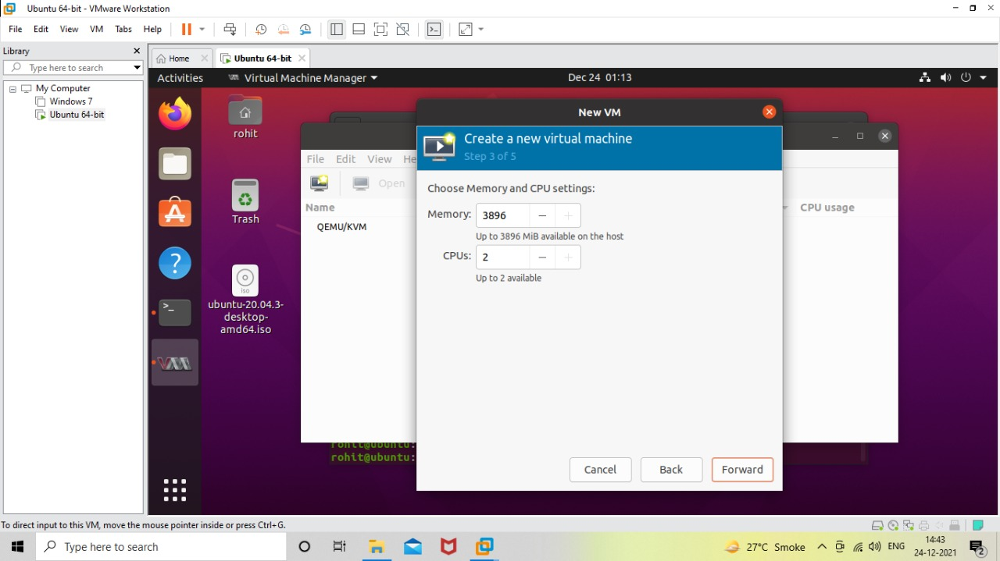 Ubuntu 64-bit - VMware Workstation
File Edit View VM Tabs Help
Library
Type here to search
My Computer
Windows 7
Ubuntu 64-bit
Home
Ubuntu 64-bit
Activities
Virtual Machine Manager
Dec 24 01:13
rohit
Trash
iso
ubuntu-20.04.3-
desktop-
amd64.iso
>_
File Edit View He
Open
Name
CPU usage
QEMU/KVM
New VM
Create a new virtual machine
Step 3 of 5
Choose Memory and CPU settings:
Memory: 3896
Up to 3896 MiB available on the host
CPUs: 2
Up to 2 available
Cancel Back Forward
rohit@ubuntu:
rohit@ubuntu:
To direct input to this VM, move the mouse pointer inside or press Ctrl+G.
Type here to search
27°C Smoke
ENG
14:43
24-12-2021
2